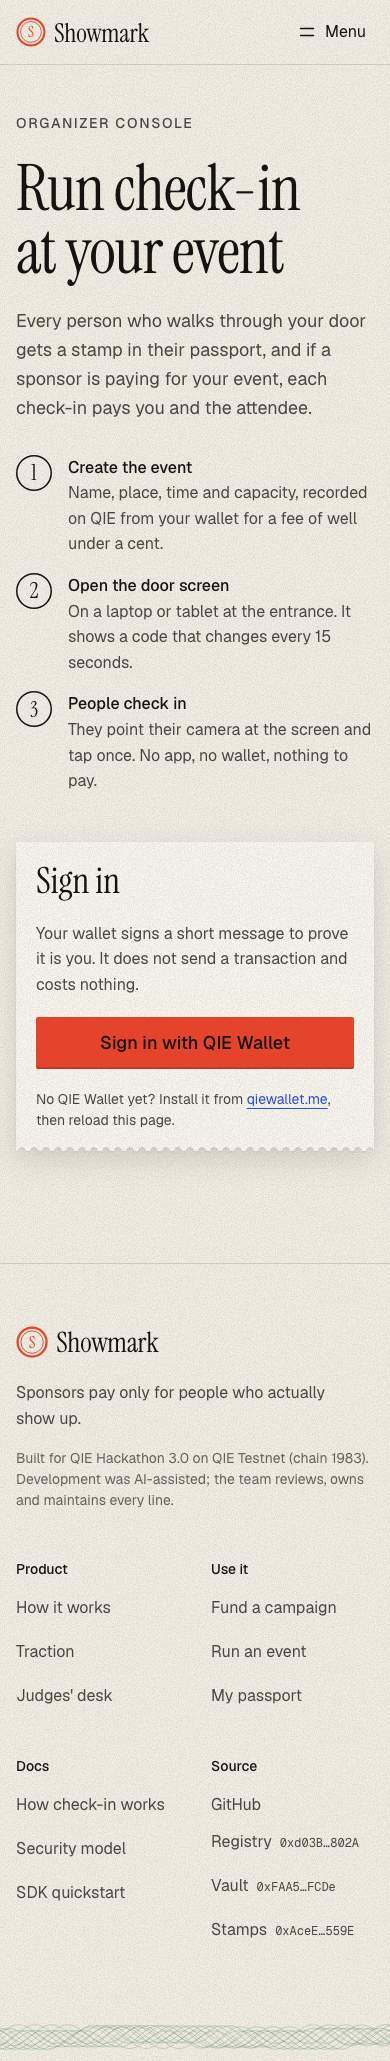 S Showmark
Menu
ORGANIZER CONSOLE
Run check-in
at your event
Every person who walks through your door
gets a stamp in their passport, and if a
sponsor is paying for your event, each
check-in pays you and the attendee.
1 Create the event
Name, place, time and capacity, recorded
on QIE from your wallet for a fee of well
under a cent.
2 Open the door screen
On a laptop or tablet at the entrance. It
shows a code that changes every 15
seconds.
3 People check in
They point their camera at the screen and
tap once. No app, no wallet, nothing to
pay.
Sign in
Your wallet signs a short message to prove
it is you. It does not send a transaction and
costs nothing.
Sign in with QIE Wallet
No QIE Wallet yet? Install it from qiewallet.me,
then reload this page.
S Showmark
Sponsors pay only for people who actually
show up.
Built for QIE Hackathon 3.0 on QIE Testnet (chain 1983).
Development was AI-assisted; the team reviews, owns
and maintains every line.
Product
How it works
Traction
Judges' desk
Use it
Fund a campaign
Run an event
My passport
Docs
How check-in works
Security model
SDK quickstart
Source
GitHub
Registry 0xd03B…802A
Vault 0xFAA5…FCDe
Stamps 0xAceE…559E